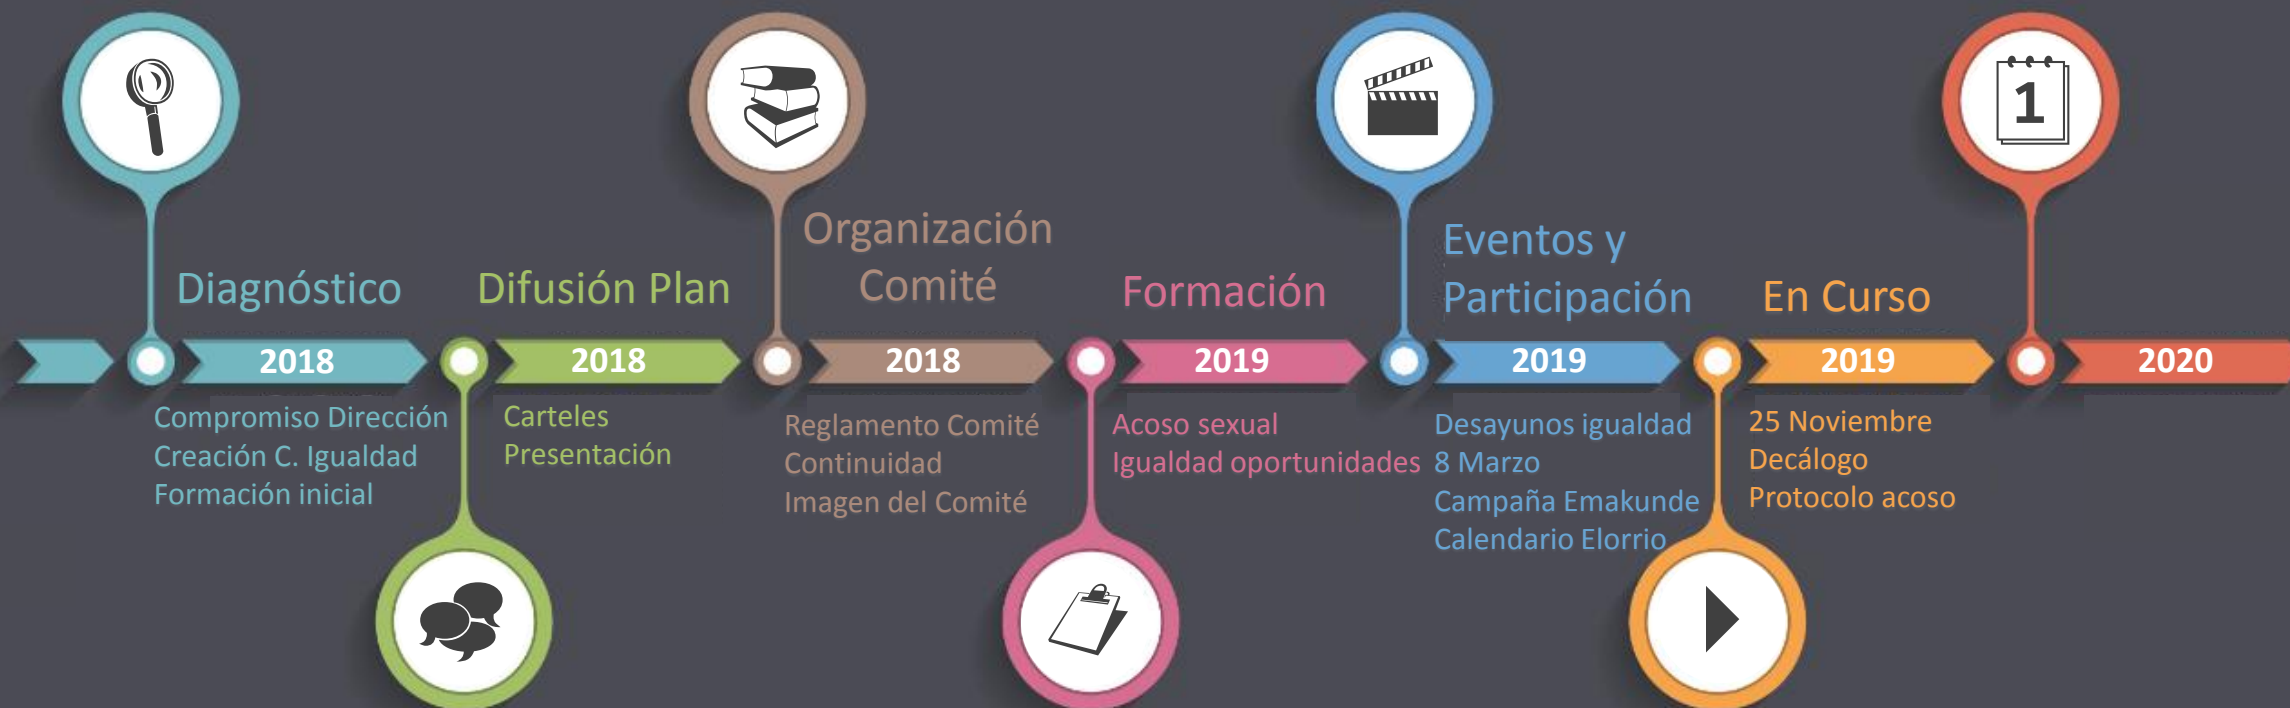 Diagnóstico
2018
Compromiso Dirección
Creación C. Igualdad
Formación inicial
Difusión Plan
2018
Carteles
Presentación
Organización
Comité
2018
Reglamento Comité
Continuidad
Imagen del Comité
Formación
2019
Acoso sexual
Igualdad oportunidades
Eventos y
Participación
2019
Desayunos igualdad
8 Marzo
Campaña Emakunde
Calendario Elorrio
En Curso
2019
25 Noviembre
Decálogo
Protocolo acoso
1
2020